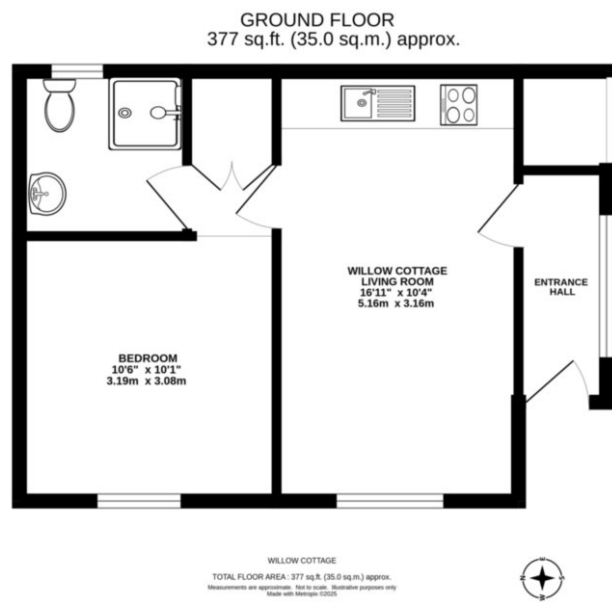 GROUND FLOOR
377 sq.ft. (35.0 sq.m.) approx.
WILLOW COTTAGE
LIVING ROOM
16'11" x 10'4"
5.16m x 3.16m
ENTRANCE
HALL
BEDROOM
10'6" x 10'1"
3.19m x 3.08m
WILLOW COTTAGE
TOTAL FLOOR AREA : 377 sq.ft. (35.0 sq.m.) approx.
Measurements are approximate. Not to scale. Illustrative purposes only
Made with Metropix ©2025
E
N
S
W